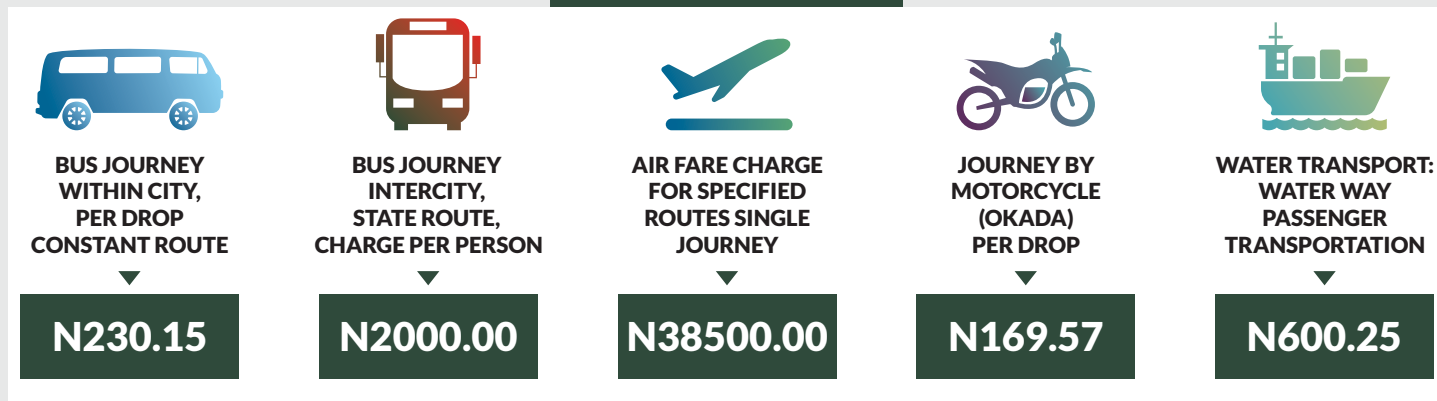 BUS JOURNEY
WITHIN CITY,
PER DROP
CONSTANT ROUTE
N230.15
BUS JOURNEY
INTERCITY,
STATE ROUTE,
CHARGE PER PERSON
N2000.00
AIR FARE CHARGE
FOR SPECIFIED
ROUTES SINGLE
JOURNEY
N38500.00
JOURNEY BY
MOTORCYCLE
(OKADA)
PER DROP
N169.57
WATER TRANSPORT:
WATER WAY
PASSENGER
TRANSPORTATION
N600.25